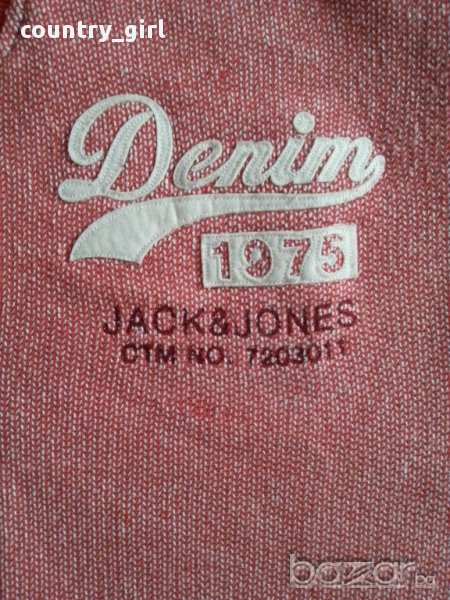 country_girl
Denim
1975
JACK&JONES
CTM NO. 7203011
bazar.bg